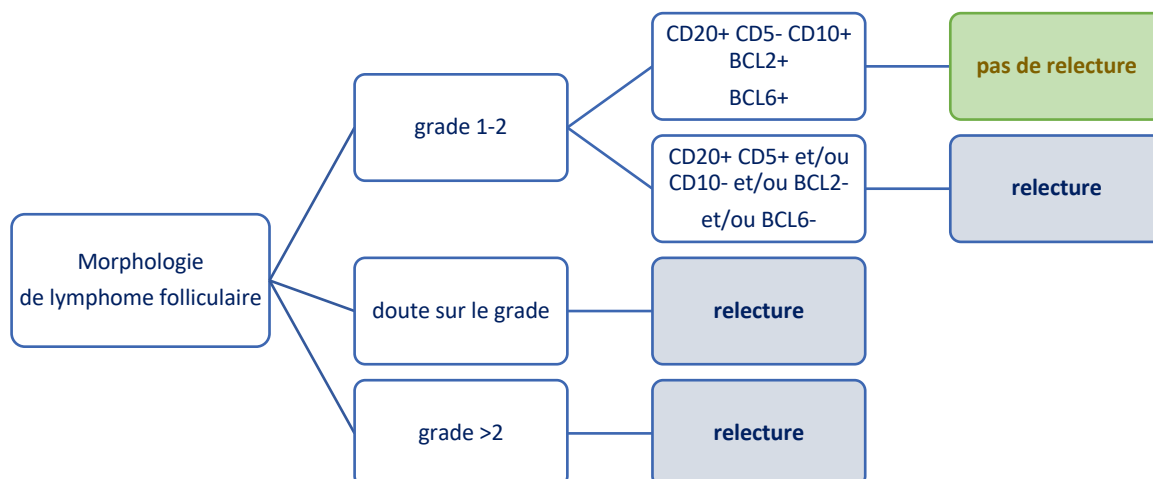 Morphologie
de lymphome folliculaire
grade 1-2
CD20+ CD5- CD10+
BCL2+
BCL6+
pas de relecture
CD20+ CD5+ et/ou
CD10- et/ou BCL2-
et/ou BCL6-
relecture
doute sur le grade
relecture
grade >2
relecture